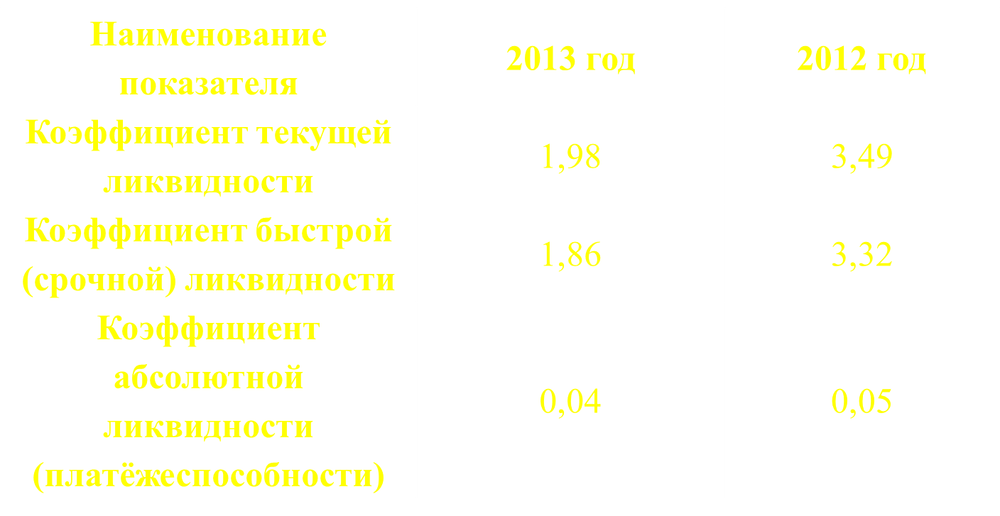 Наименование
показателя
2013 год
2012 год
Коэффициент текущей
ликвидности
1,98
3,49
Коэффициент быстрой
(срочной) ликвидности
1,86
3,32
Коэффициент
абсолютной
ликвидности
(платёжеспособности)
0,04
0,05